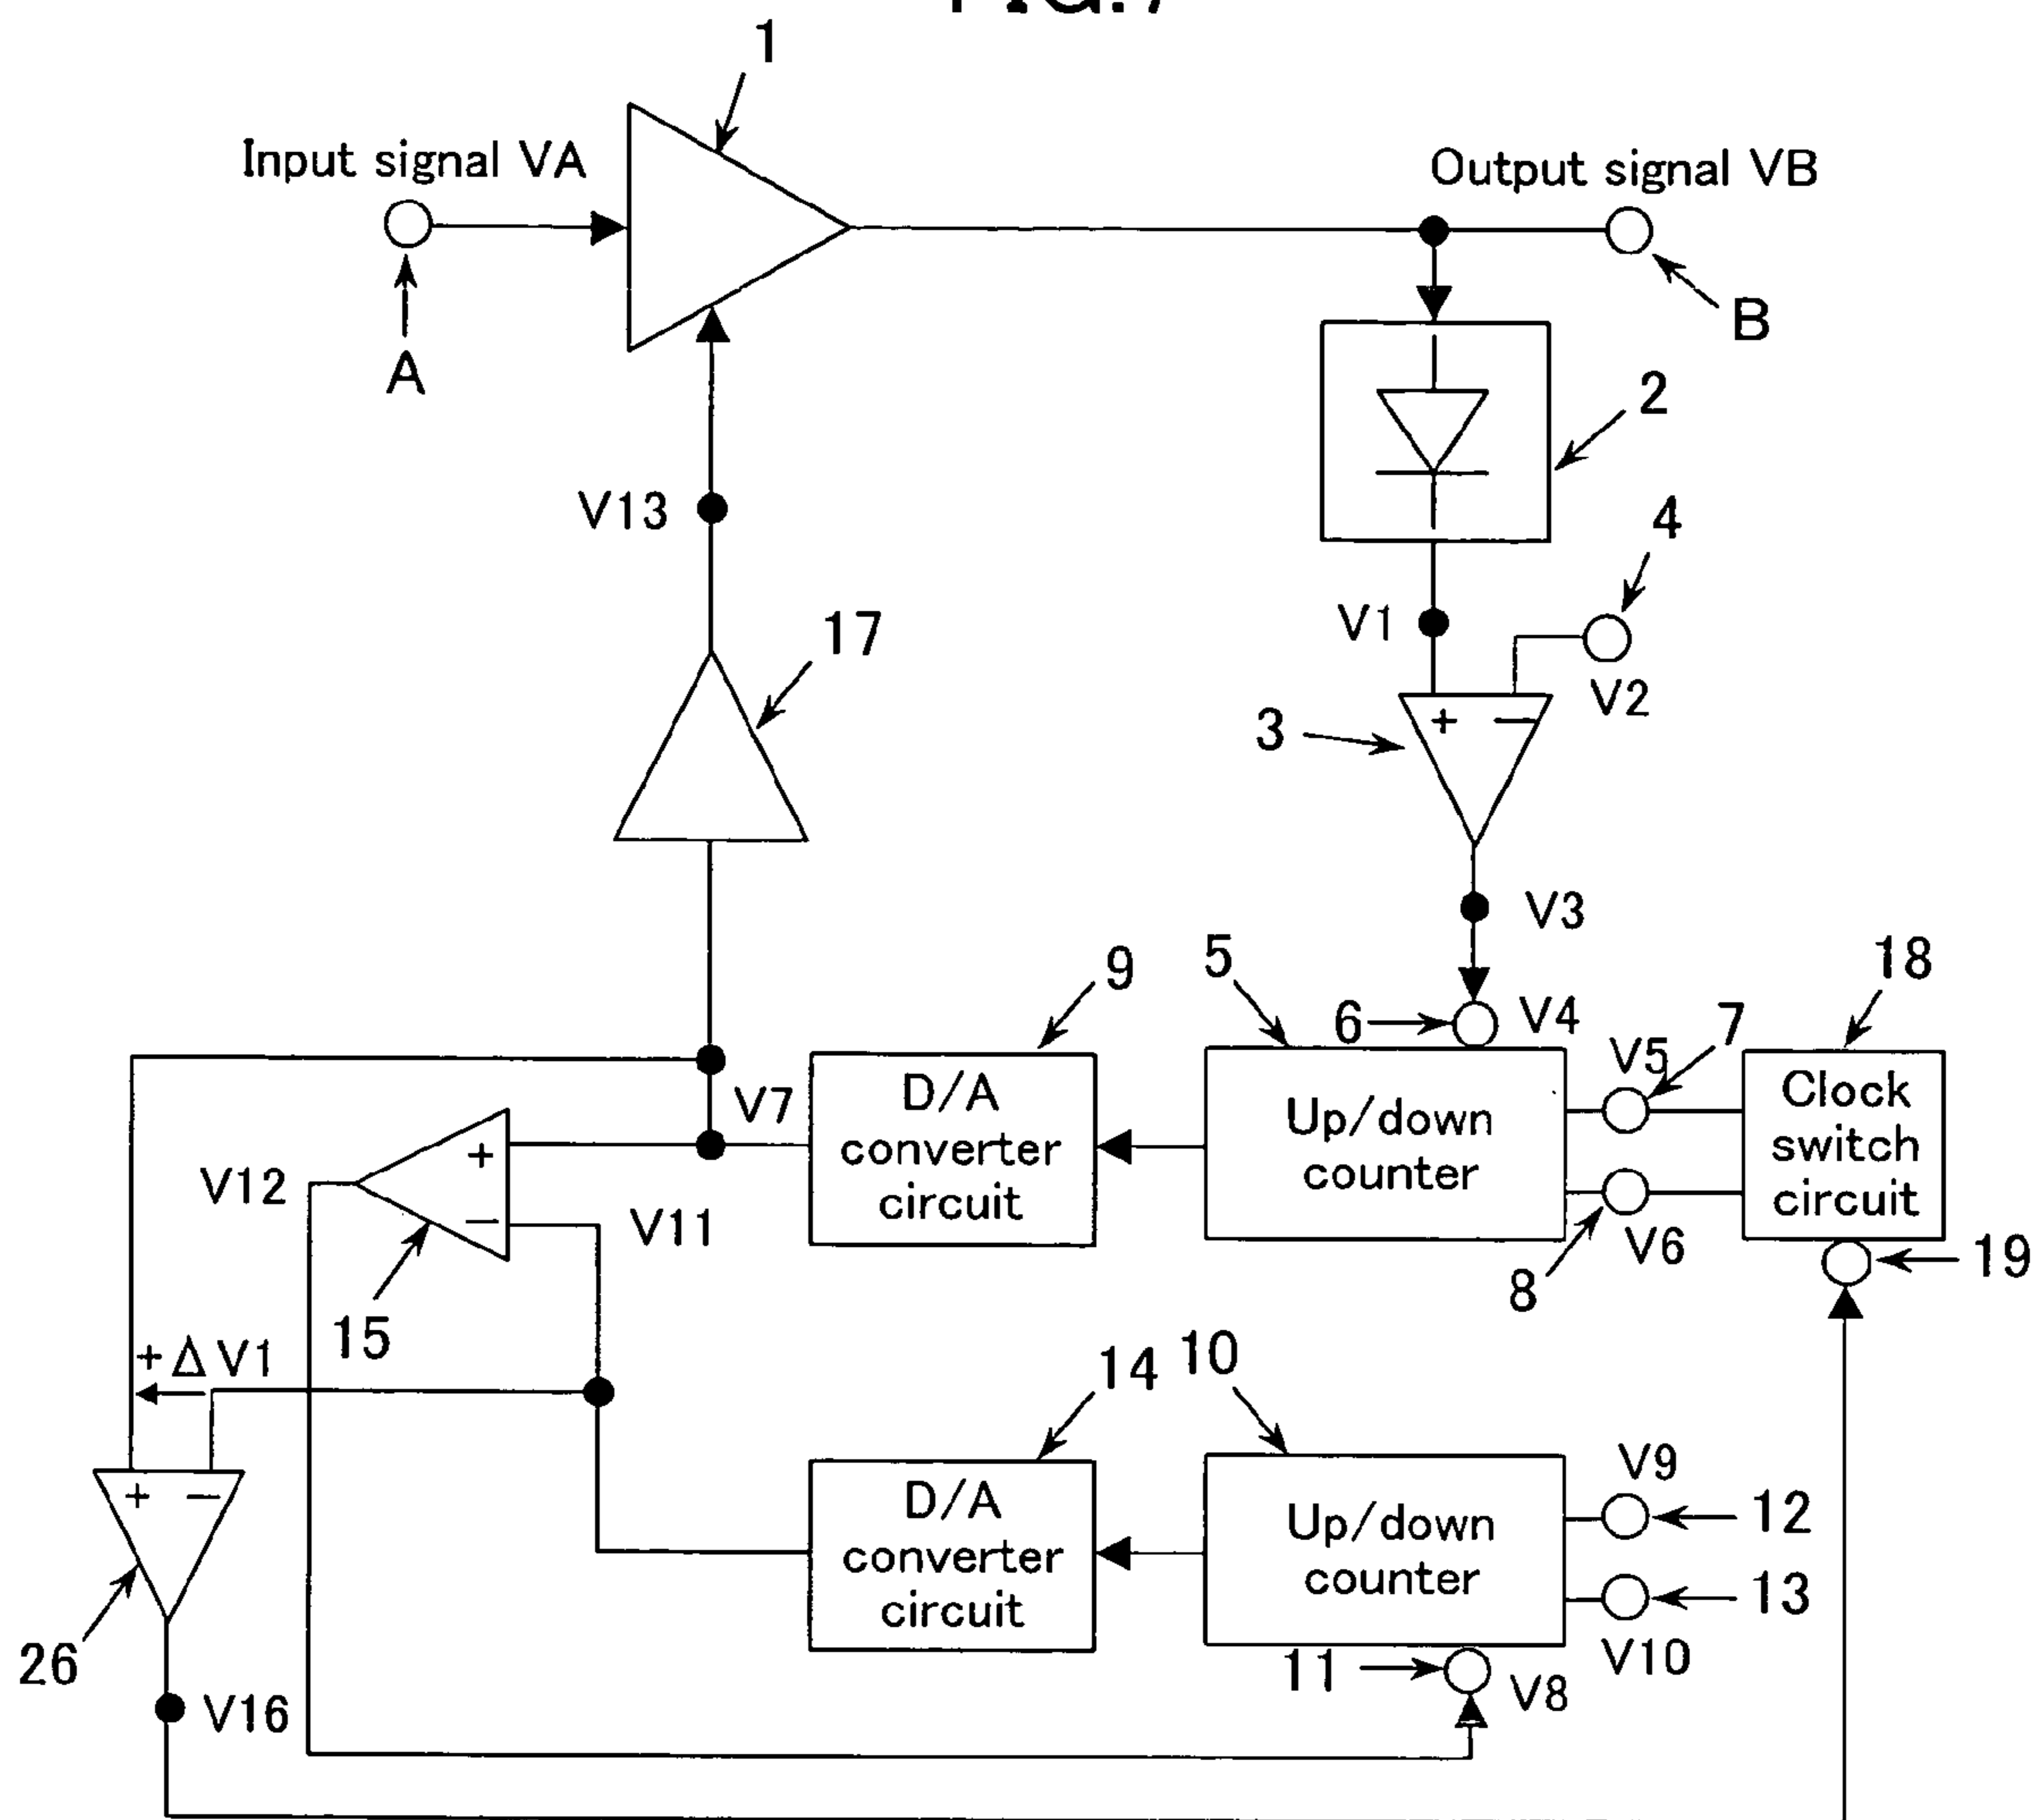 FIG.7
1
Input signal VA
Output signal VB
A
B
2
V13
4
17
V1
V2
3
+ −
V3
9
5
18
6
V4
7
V5
V7
D/A
converter
circuit
Up/down
counter
Clock
switch
circuit
V12
+
−
V11
V6
8
19
15
+ΔV1
14
10
V9
+ −
D/A
converter
circuit
Up/down
counter
12
13
26
11
V10
V8
V16